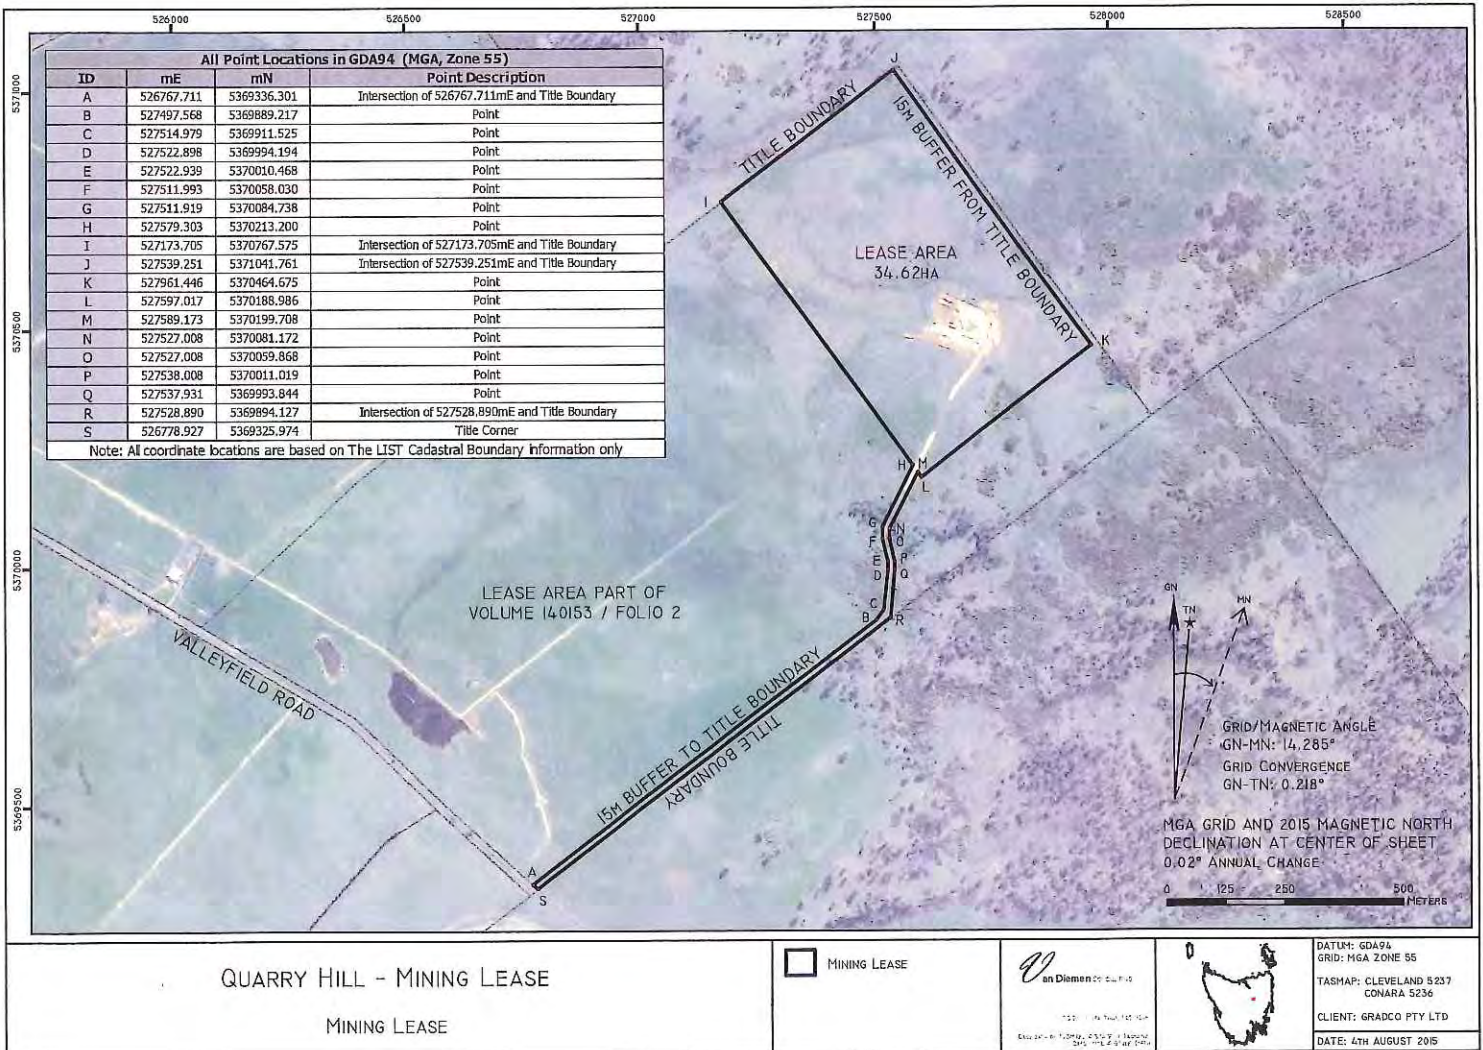 526000 526500 527000 527500 528000 528500
5371000
5370500
5370000
5369500
All Point Locations in GDA94 (MGA, Zone 55)
ID mE mN Point Description
A 526767.711 5369336.301 Intersection of 526767.711mE and Title Boundary
B 527497.568 5369889.217 Point
C 527514.979 5369911.525 Point
D 527522.898 5369994.194 Point
E 527522.939 5370010.468 Point
F 527511.993 5370058.030 Point
G 527511.919 5370084.738 Point
H 527579.303 5370213.200 Point
I 527173.705 5370767.575 Intersection of 527173.705mE and Title Boundary
J 527539.251 5371041.761 Intersection of 527539.251mE and Title Boundary
K 527961.446 5370464.675 Point
L 527597.017 5370188.986 Point
M 527589.173 5370199.708 Point
N 527527.008 5370081.172 Point
O 527527.008 5370059.868 Point
P 527538.008 5370011.019 Point
Q 527537.931 5369993.844 Point
R 527528.890 5369894.127 Intersection of 527528.890mE and Title Boundary
S 526778.927 5369325.974 Title Corner
Note: All coordinate locations are based on The LIST Cadastral Boundary information only
J
TITLE BOUNDARY
15M BUFFER FROM TITLE BOUNDARY
I
LEASE AREA
34.62HA
K
H M
L
G N
F O
E P
D Q
C
B R
LEASE AREA PART OF
VOLUME 140153 / FOLIO 2
VALLEYFIELD ROAD
15M BUFFER TO TITLE BOUNDARY
TITLE BOUNDARY
A
S
GN
TN
MN
GRID/MAGNETIC ANGLE
GN-MN: 14.285°
GRID CONVERGENCE
GN-TN: 0.218°
MGA GRID AND 2015 MAGNETIC NORTH
DECLINATION AT CENTER OF SHEET
0.02° ANNUAL CHANGE
0 125 250 500
METERS
QUARRY HILL - MINING LEASE
MINING LEASE
MINING LEASE
Van Diemen
DATUM: GDA94
GRID: MGA ZONE 55
TASMAP: CLEVELAND 5237
CONARA 5236
CLIENT: GRADCO PTY LTD
DATE: 4TH AUGUST 2015